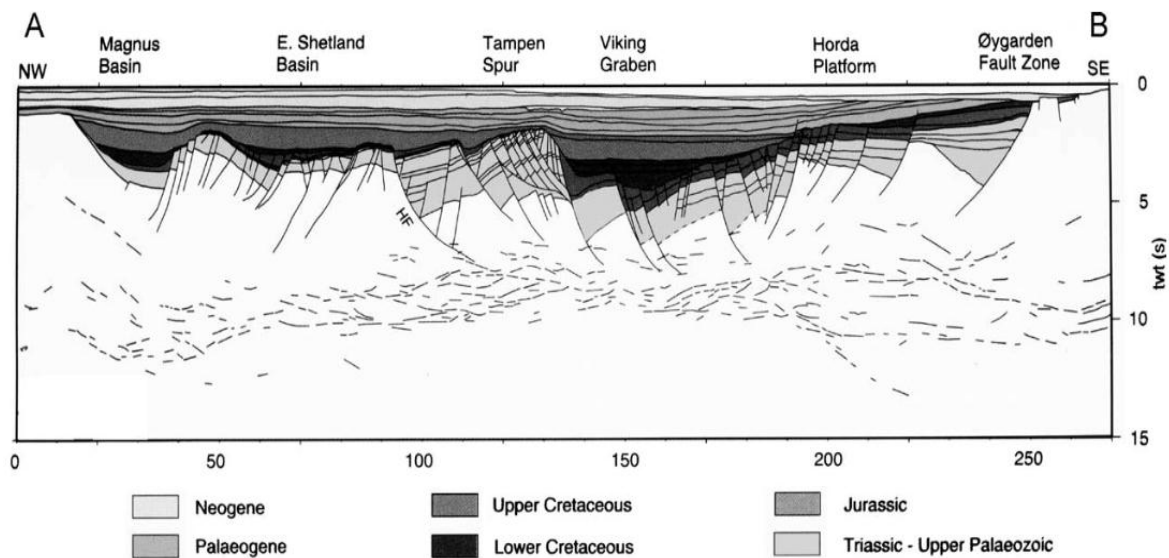 A
B
Magnus
Basin
E. Shetland
Basin
Tampen
Spur
Viking
Graben
Horda
Platform
Øygarden
Fault Zone
NW
SE
HF
0
5
10
15
twt (s)
0 50 100 150 200 250
Neogene Upper Cretaceous Jurassic
Palaeogene Lower Cretaceous Triassic - Upper Palaeozoic